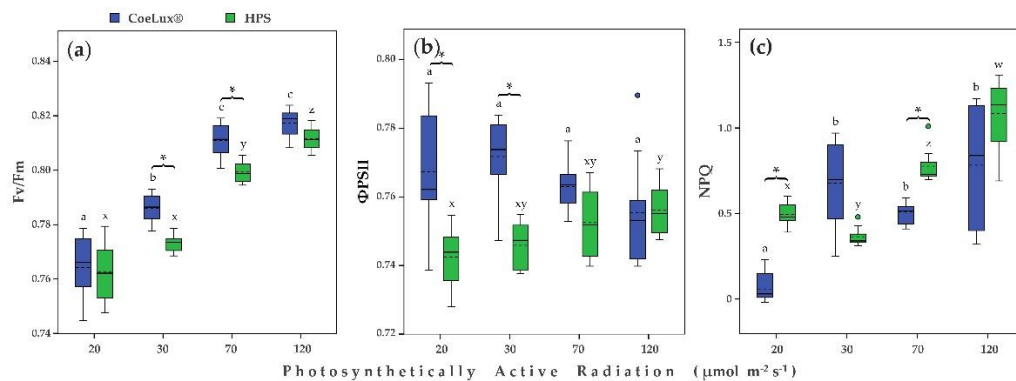 CoeLux® HPS
(a)
Fv/Fm
0.84
0.82
0.80
0.78
0.76
0.74
a x
b * x
c * y
c z
20 30 70 120
(b)
ΦPSII
0.80
0.78
0.76
0.74
0.72
a * x
a * xy
a xy
b y
20 30 70 120
(c)
NPQ
1.5
1.0
0.5
0
a * x
b y
b * z
b w
20 30 70 120
Photosynthetically Active Radiation (µmol m⁻² s⁻¹)